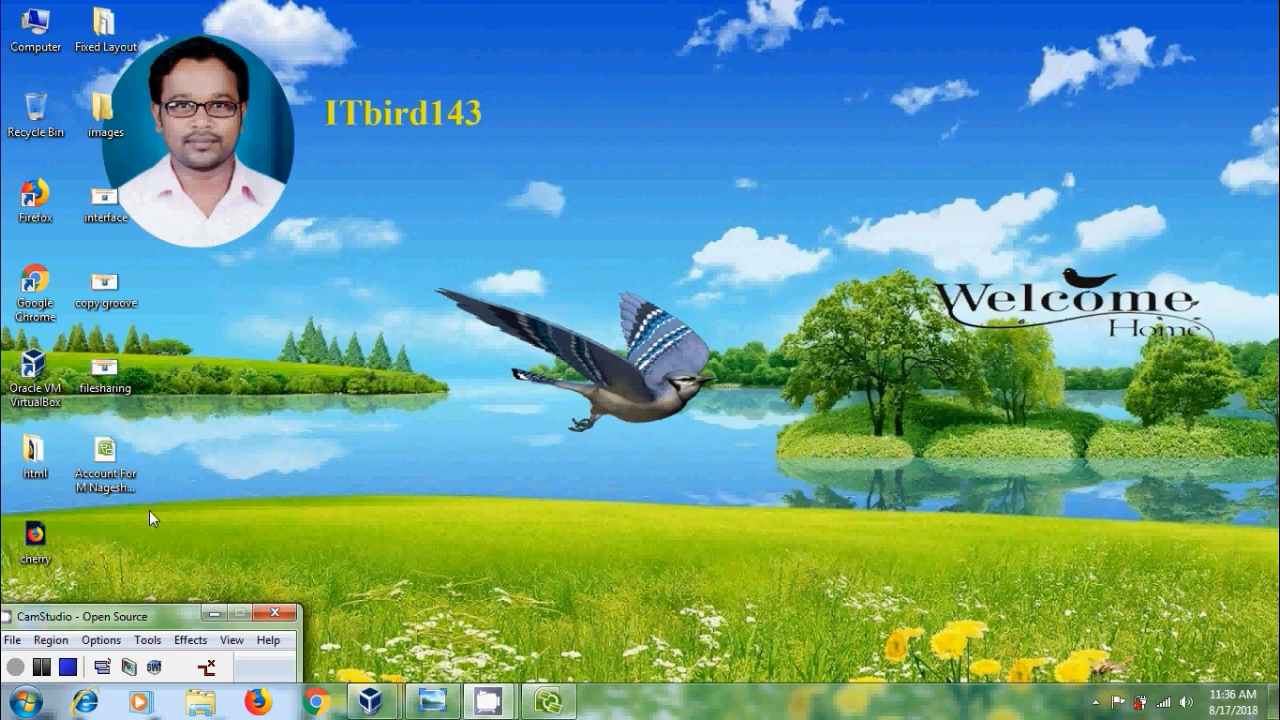 Computer
Fixed Layout
ITbird143
Recycle Bin
images
Firefox
interface
Google
Chrome
copy groove
Welcome
Home
Oracle VM
VirtualBox
filesharing
html
Account For
M Nagesh...
cherry
CamStudio - Open Source
File Region Options Tools Effects View Help
SWF
11:36 AM
8/17/2018